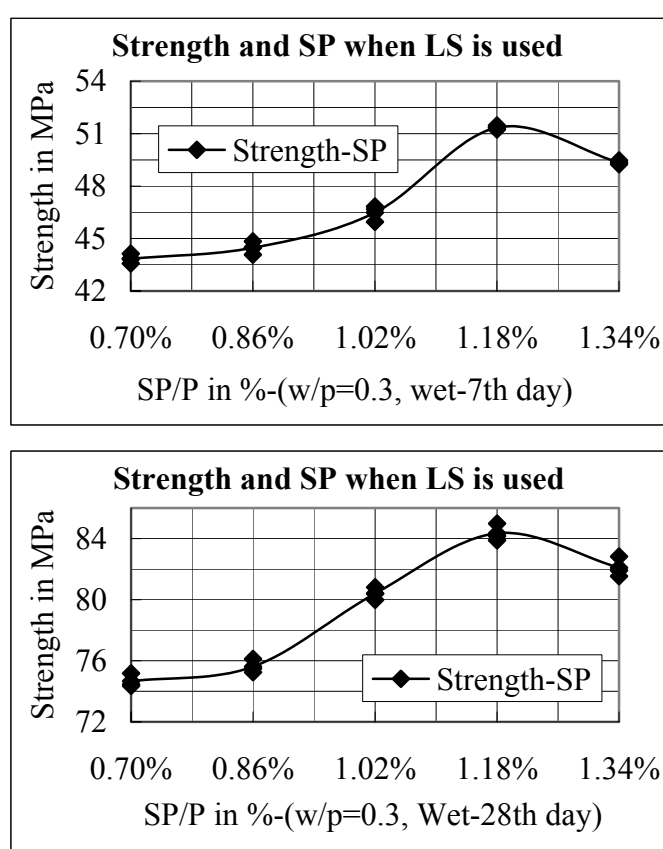 Strength and SP when LS is used
Strength in MPa
54
51
48
45
42
Strength-SP
0.70% 0.86% 1.02% 1.18% 1.34%
SP/P in %-(w/p=0.3, wet-7th day)
Strength and SP when LS is used
Strength in MPa
84
80
76
72
Strength-SP
0.70% 0.86% 1.02% 1.18% 1.34%
SP/P in %-(w/p=0.3, Wet-28th day)